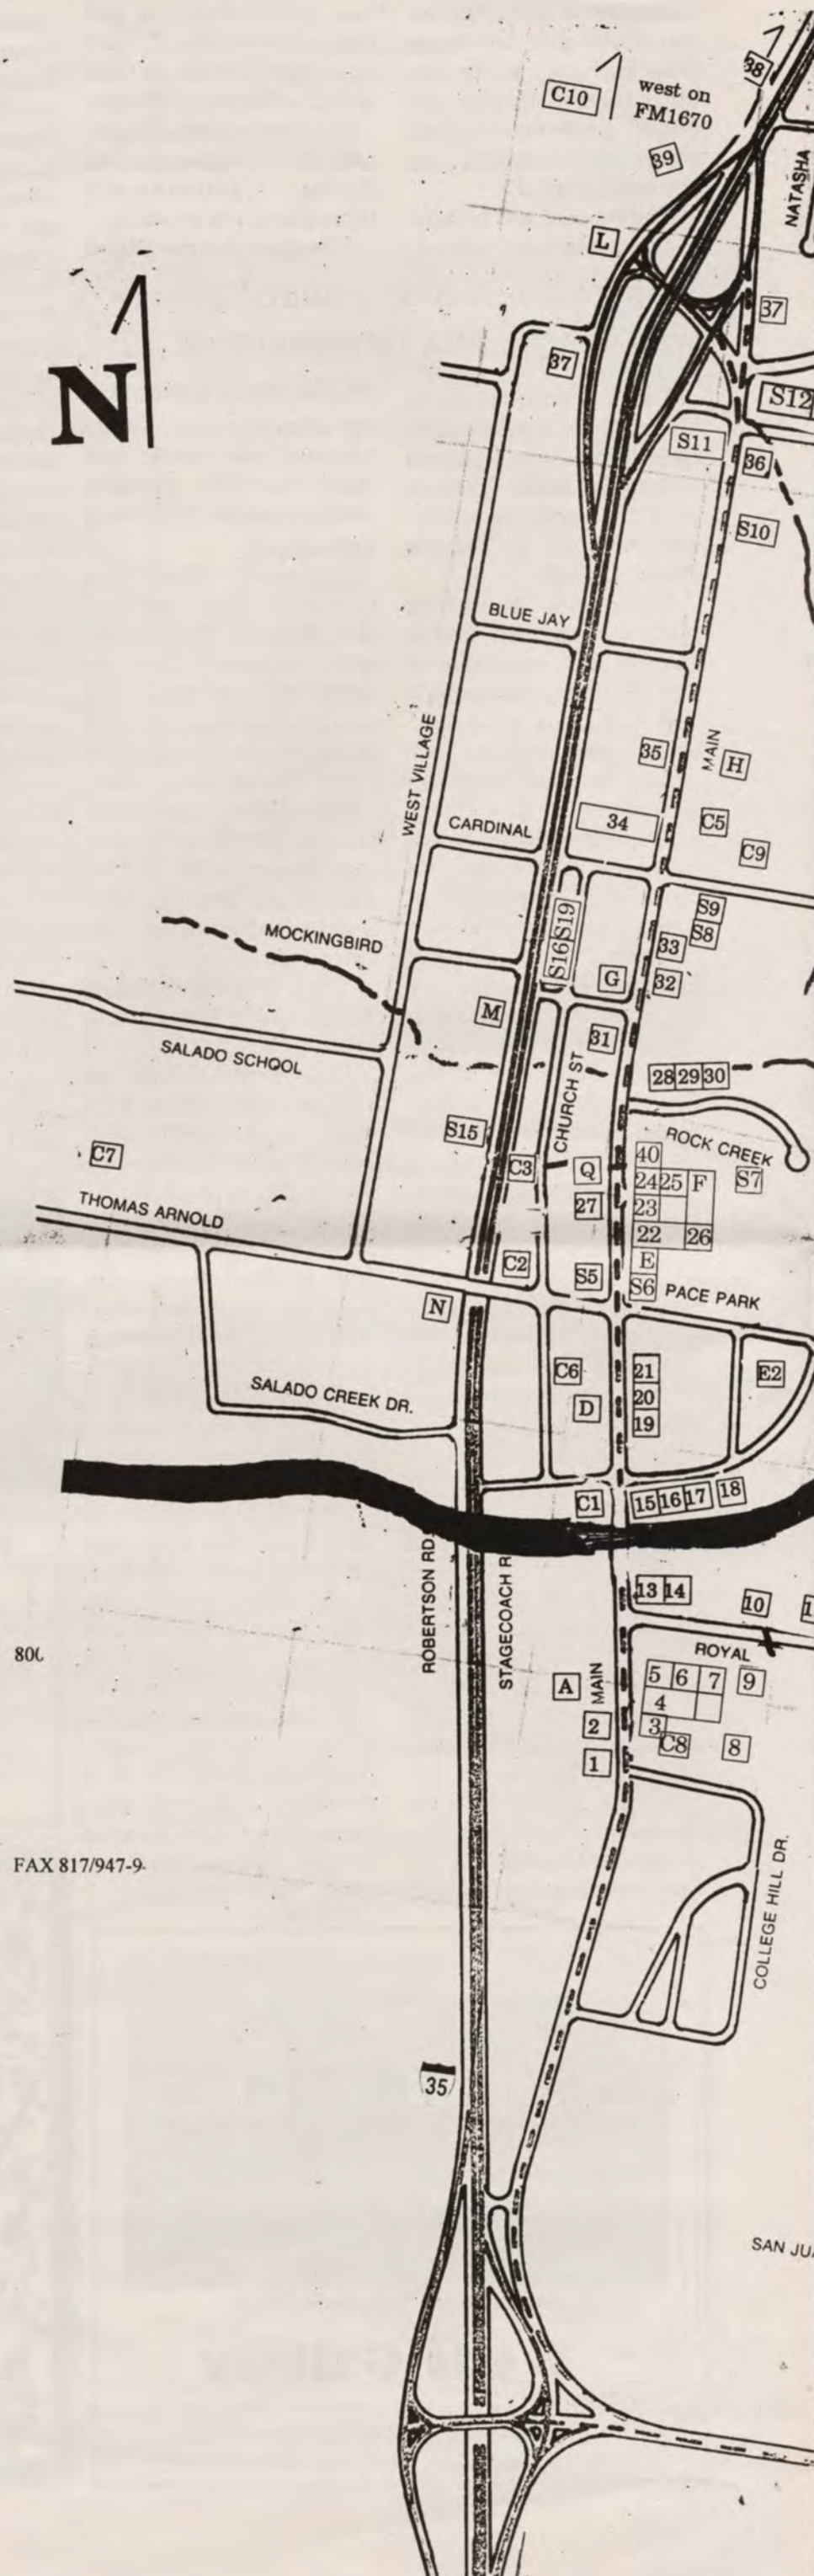 38
C10
west on
FM1670
39
NATASHA
L
37
N
37
S12
S11
36
S10
BLUE JAY
WEST VILLAGE
35
MAIN
H
CARDINAL
34
C5
C9
S16 S19
S9
S8
MOCKINGBIRD
33
G
32
M
31
SALADO SCHOOL
28 29 30
CHURCH ST
S15
ROCK CREEK
C7
C3
Q
40
24 25 F
S7
THOMAS ARNOLD
27
23
22 26
C2
E
S5
S6
PACE PARK
N
C6
21
E2
SALADO CREEK DR.
D
20
19
C1
15 16 17 18
ROBERTSON RD
STAGECOACH R
13 14
10
ROYAL
A
MAIN
5 6 7 9
4
2
3
C8
8
1
FAX 817/947-9
COLLEGE HILL DR.
35
SAN JU